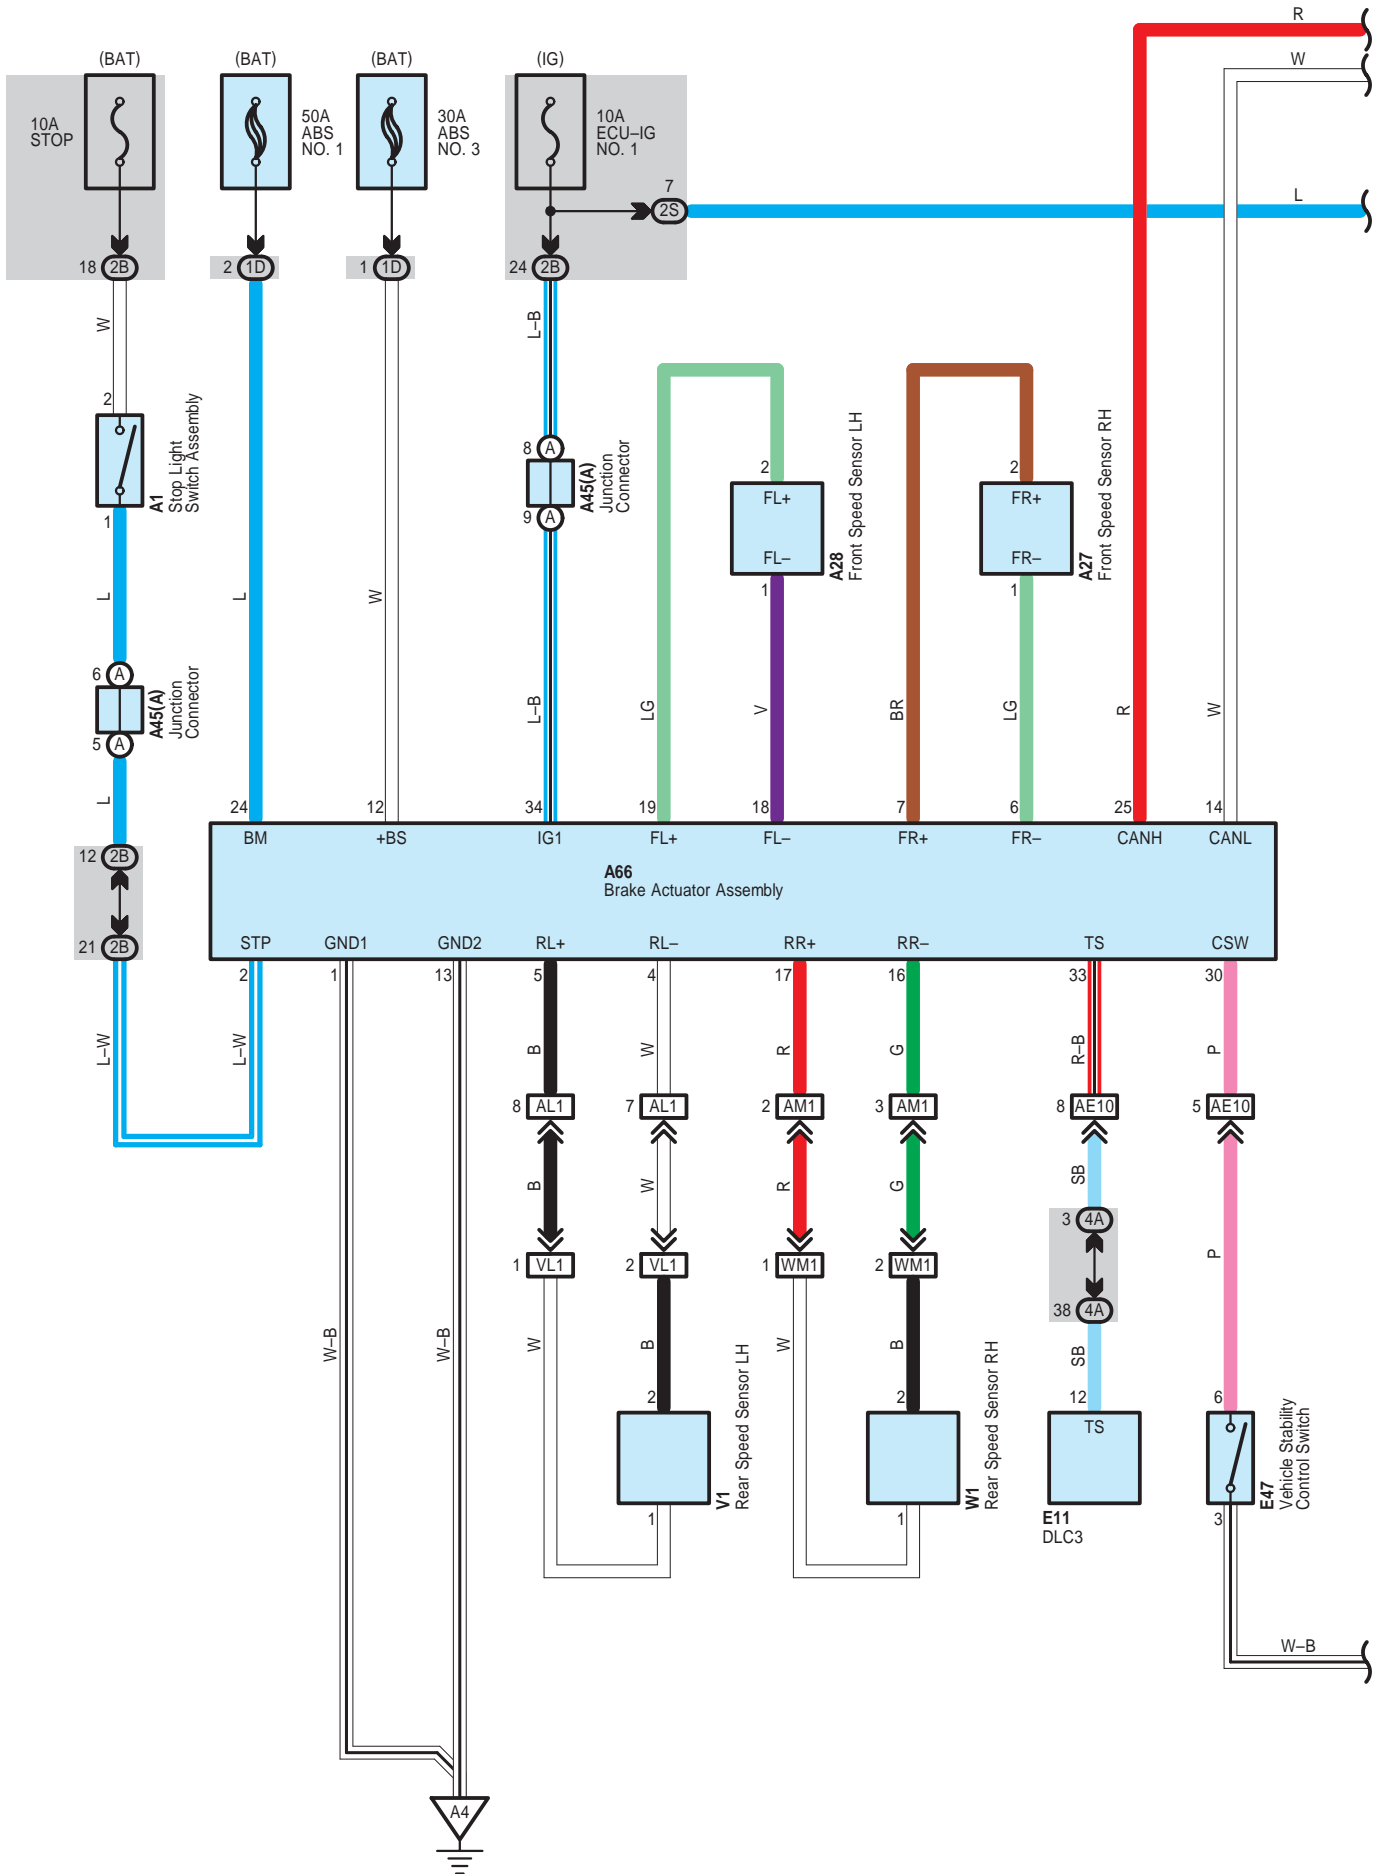 R
W
(BAT)
(BAT)
(BAT)
(IG)
10A
STOP
50A
ABS
NO. 1
30A
ABS
NO. 3
10A
ECU–IG
NO. 1
7
2S
L
18 2B
2 1D
1 1D
24 2B
W
L–B
2
A1
Stop Light
Switch Assembly
1
8 A
A45(A)
Junction
Connector
9 A
2
FL+
FL–
1
A28
Front Speed Sensor LH
2
FR+
FR–
1
A27
Front Speed Sensor RH
L
L
W
6 A
A45(A)
Junction
Connector
5 A
L–B
LG
V
BR
LG
R
W
L
24
12
34
19
18
7
6
25
14
BM
+BS
IG1
FL+
FL–
FR+
FR–
CANH
CANL
12 2B
A66
Brake Actuator Assembly
21 2B
STP
GND1
GND2
RL+
RL–
RR+
RR–
TS
CSW
2
1
13
5
4
17
16
33
30
L–W
L–W
B
W
R
G
R–B
P
8 AL1
7 AL1
2 AM1
3 AM1
8 AE10
5 AE10
B
W
R
G
SB
3 4A
P
1 VL1
2 VL1
1 WM1
2 WM1
38 4A
W–B
W–B
W
B
W
B
SB
2
V1
Rear Speed Sensor LH
1
2
W1
Rear Speed Sensor RH
1
12
TS
E11
DLC3
6
E47
Vehicle Stability
Control Switch
3
W–B
A4